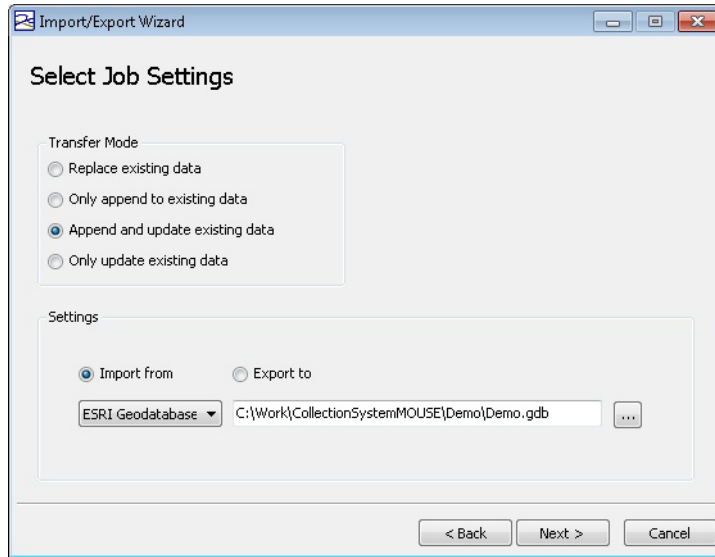 Import/Export Wizard
Select Job Settings
Transfer Mode
Replace existing data
Only append to existing data
Append and update existing data
Only update existing data
Settings
Import from Export to
ESRI Geodatabase C:\Work\CollectionSystemMOUSE\Demo\Demo.gdb ...
< Back Next > Cancel